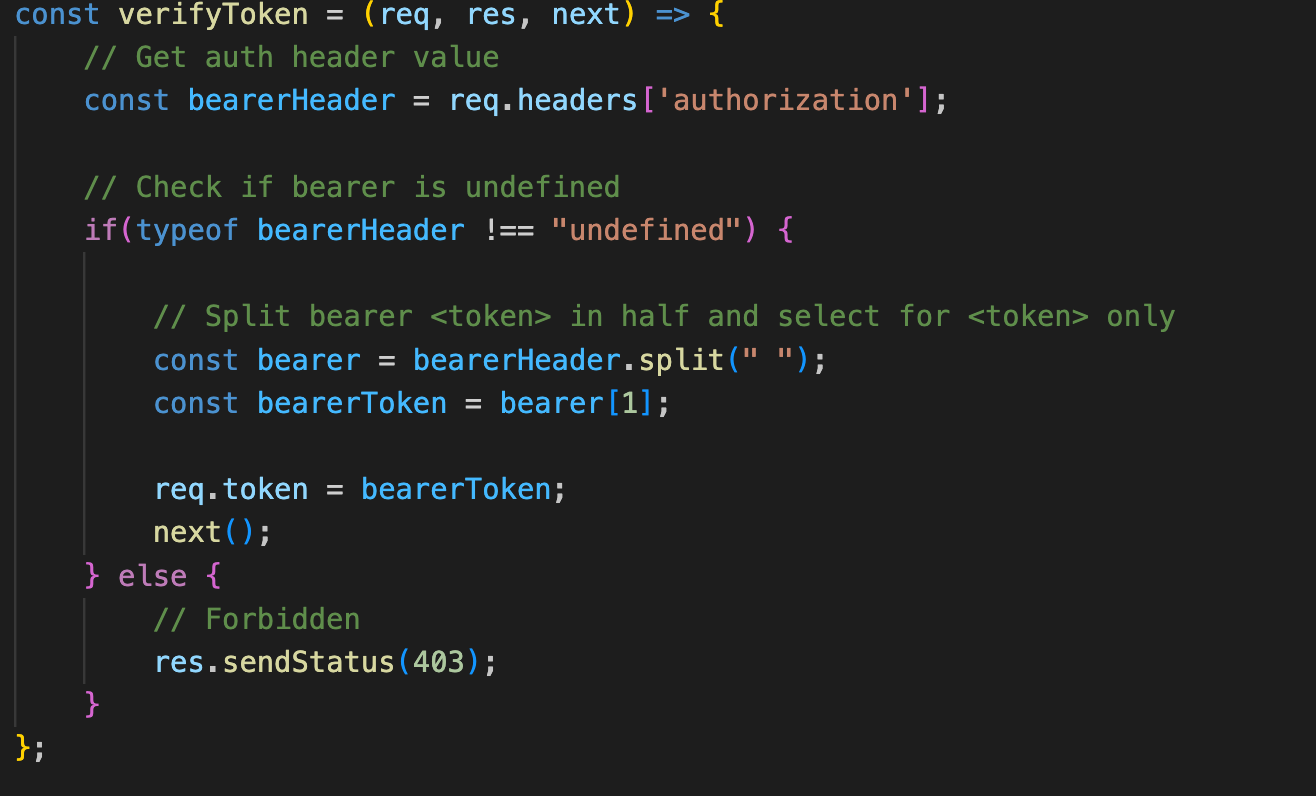 const verifyToken = (req, res, next) => {
    // Get auth header value
    const bearerHeader = req.headers['authorization'];

    // Check if bearer is undefined
    if(typeof bearerHeader !== "undefined") {

        // Split bearer <token> in half and select for <token> only
        const bearer = bearerHeader.split(" ");
        const bearerToken = bearer[1];

        req.token = bearerToken;
        next();
    } else {
        // Forbidden
        res.sendStatus(403);
    }
};